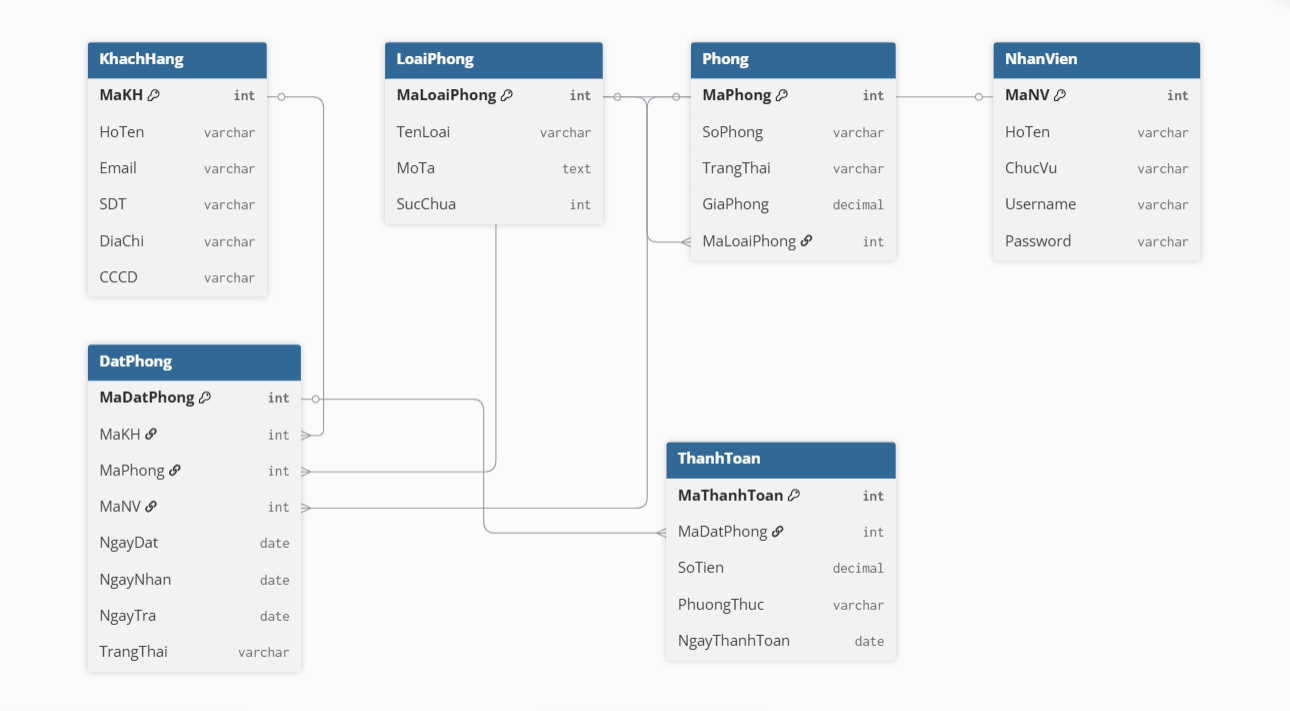 KhachHang
MaKH int
HoTen varchar
Email varchar
SDT varchar
DiaChi varchar
CCCD varchar
LoaiPhong
MaLoaiPhong int
TenLoai varchar
MoTa text
SucChua int
Phong
MaPhong int
SoPhong varchar
TrangThai varchar
GiaPhong decimal
MaLoaiPhong int
NhanVien
MaNV int
HoTen varchar
ChucVu varchar
Username varchar
Password varchar
DatPhong
MaDatPhong int
MaKH int
MaPhong int
MaNV int
NgayDat date
NgayNhan date
NgayTra date
TrangThai varchar
ThanhToan
MaThanhToan int
MaDatPhong int
SoTien decimal
PhuongThuc varchar
NgayThanhToan date